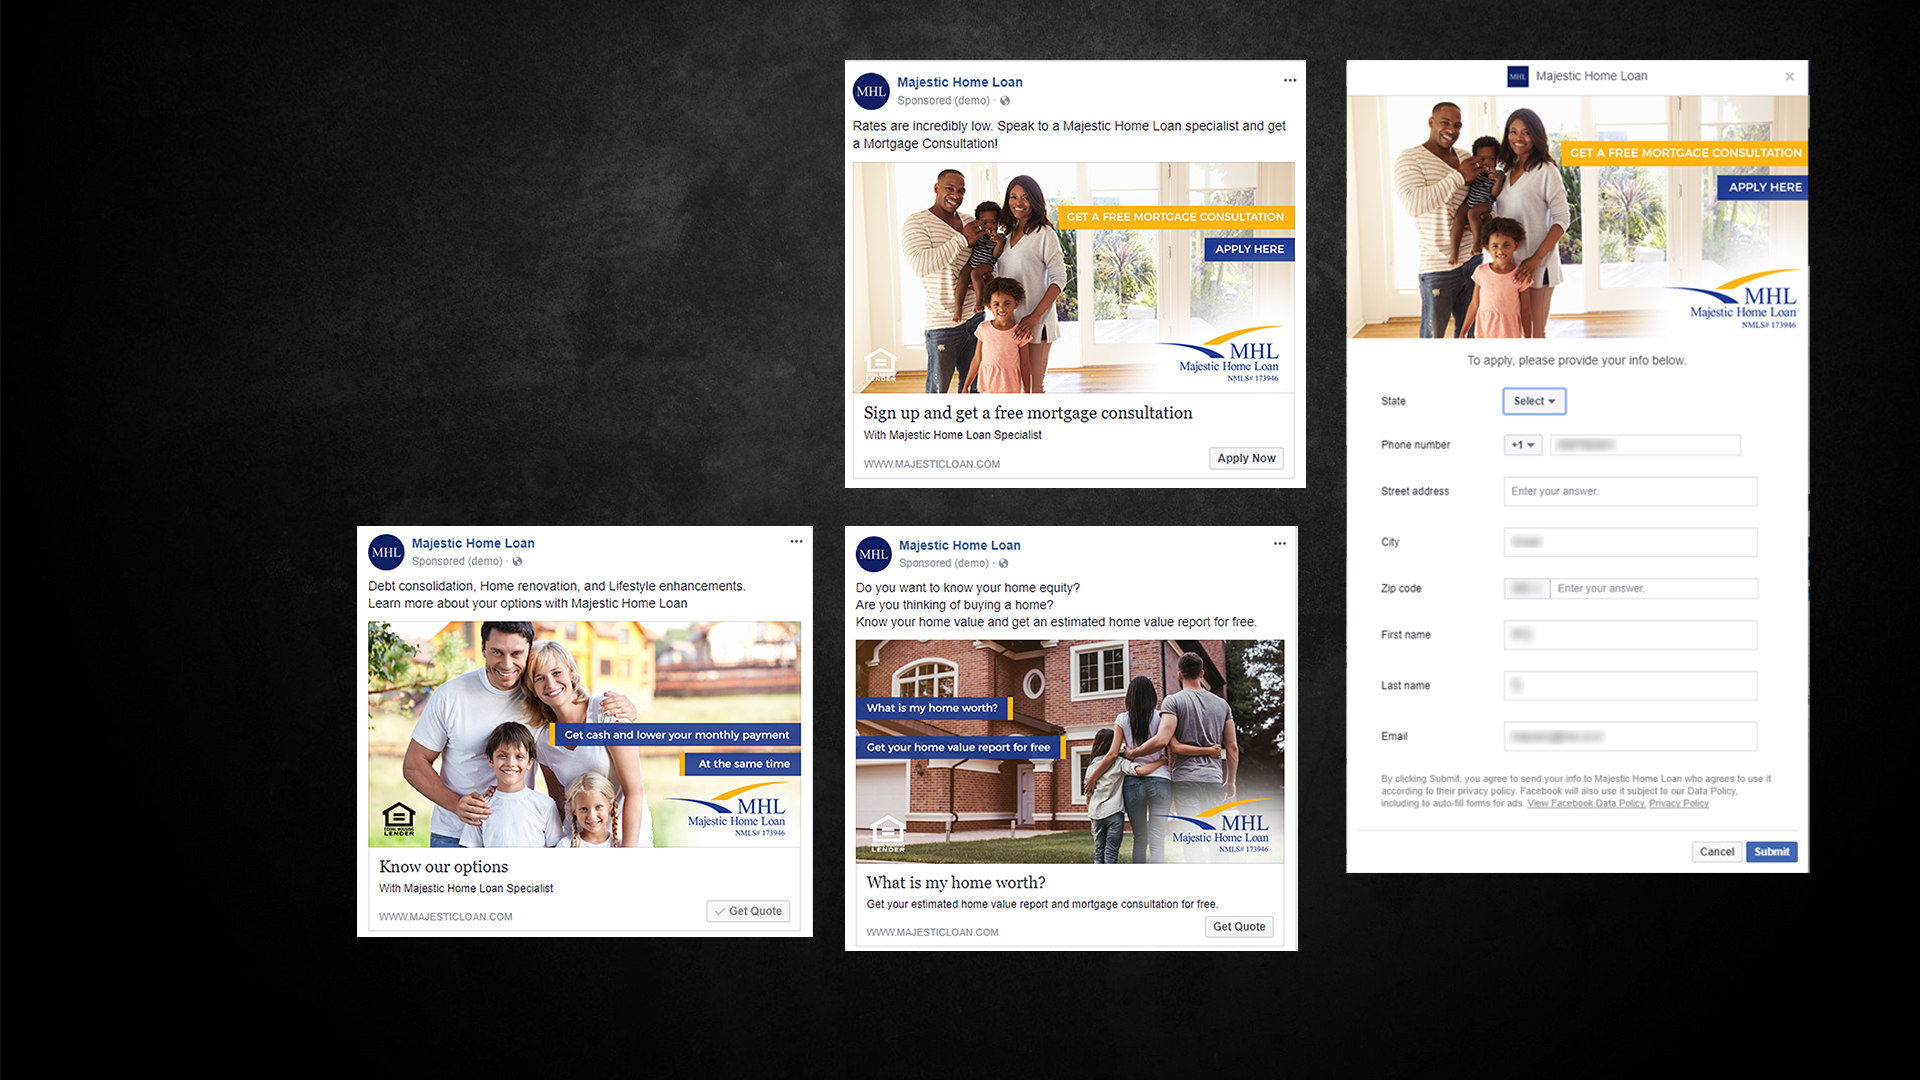 MHL
Majestic Home Loan
Sponsored (demo) ·
Rates are incredibly low. Speak to a Majestic Home Loan specialist and get
a Mortgage Consultation!
GET A FREE MORTGAGE CONSULTATION
APPLY HERE
LENDER
MHL
Majestic Home Loan
NMLS# 173946
Sign up and get a free mortgage consultation
With Majestic Home Loan Specialist
WWW.MAJESTICLOAN.COM
Apply Now
MHL
Majestic Home Loan
GET A FREE MORTGAGE CONSULTATION
APPLY HERE
MHL
Majestic Home Loan
NMLS# 173946
To apply, please provide your info below.
State
Select
Phone number
+1
Street address
Enter your answer.
City
Zip code
Enter your answer.
First name
Last name
Email
By clicking Submit, you agree to send your info to Majestic Home Loan who agrees to use it
according to their privacy policy. Facebook will also use it subject to our Data Policy,
including to auto-fill forms for ads. View Facebook Data Policy, Privacy Policy
Cancel
Submit
MHL
Majestic Home Loan
Sponsored (demo) ·
Debt consolidation, Home renovation, and Lifestyle enhancements.
Learn more about your options with Majestic Home Loan
Get cash and lower your monthly payment
At the same time
EQUAL HOUSING
LENDER
MHL
Majestic Home Loan
NMLS# 173946
Know our options
With Majestic Home Loan Specialist
WWW.MAJESTICLOAN.COM
Get Quote
MHL
Majestic Home Loan
Sponsored (demo) ·
Do you want to know your home equity?
Are you thinking of buying a home?
Know your home value and get an estimated home value report for free.
What is my home worth?
Get your home value report for free
LENDER
MHL
Majestic Home Loan
NMLS# 173946
What is my home worth?
Get your estimated home value report and mortgage consultation for free.
WWW.MAJESTICLOAN.COM
Get Quote